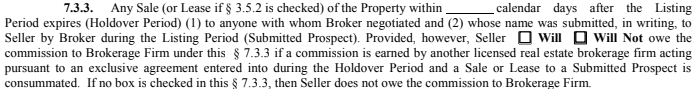 7.3.3. Any Sale (or Lease if § 3.5.2 is checked) of the Property within ________ calendar days after the Listing
Period expires (Holdover Period) (1) to anyone with whom Broker negotiated and (2) whose name was submitted, in writing, to
Seller by Broker during the Listing Period (Submitted Prospect). Provided, however, Seller ☐ Will ☐ Will Not owe the
commission to Brokerage Firm under this § 7.3.3 if a commission is earned by another licensed real estate brokerage firm acting
pursuant to an exclusive agreement entered into during the Holdover Period and a Sale or Lease to a Submitted Prospect is
consummated. If no box is checked in this § 7.3.3, then Seller does not owe the commission to Brokerage Firm.